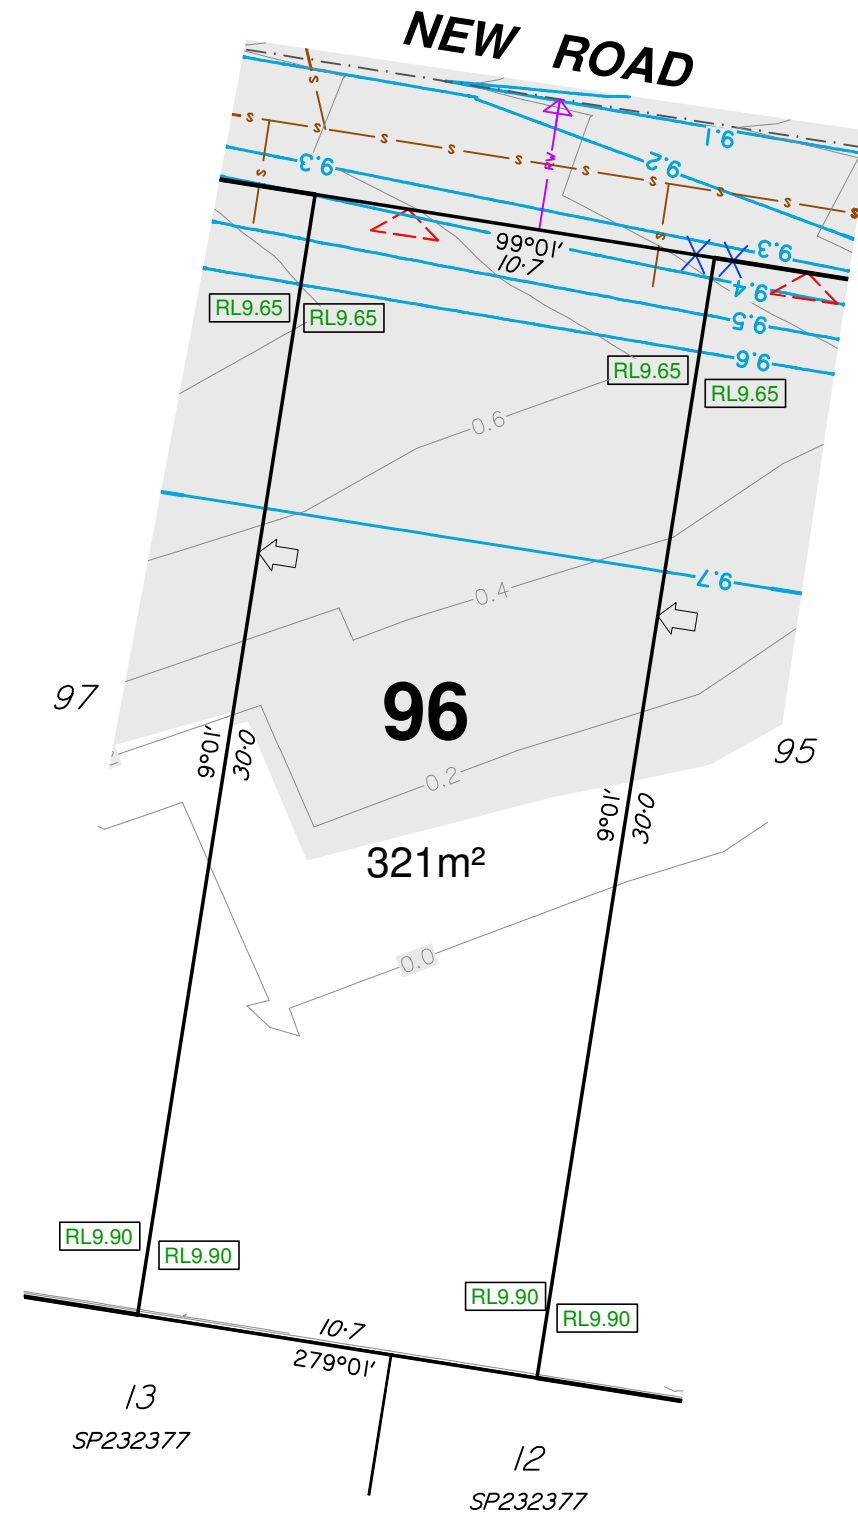 NEW ROAD
S
S
S
S
S
S
S
S
S
S
S
S
S
RW
9.1
9.2
9.3
9.3
9.4
9.5
9.6
99°01'
10·7
RL9.65
RL9.65
RL9.65
RL9.65
0.6
9.7
0.4
97
96
95
9°01'
30·0
0.2
9°01'
30·0
321m²
0.0
RL9.90
RL9.90
RL9.90
RL9.90
10·7
279°01'
13
SP232377
12
SP232377